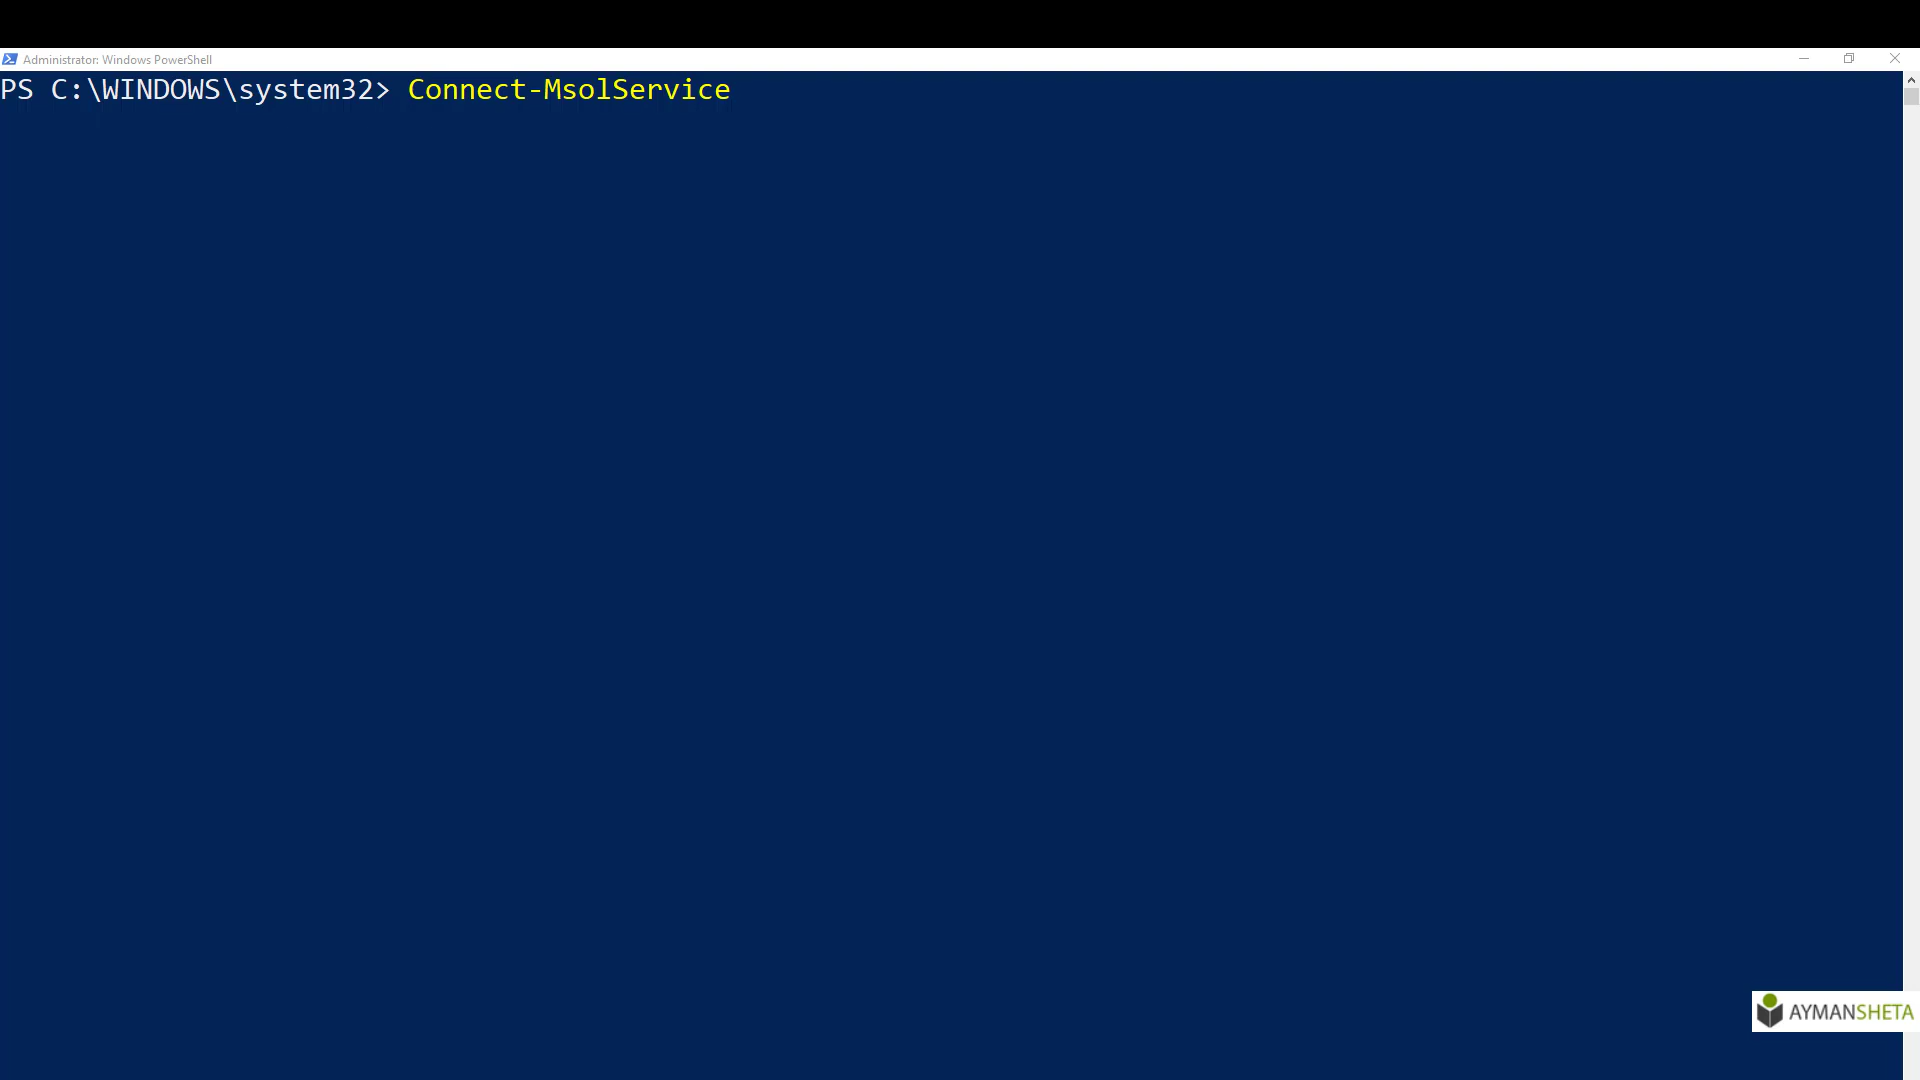 Administrator: Windows PowerShell
PS C:\WINDOWS\system32> Connect-MsolService
AYMANSHETA